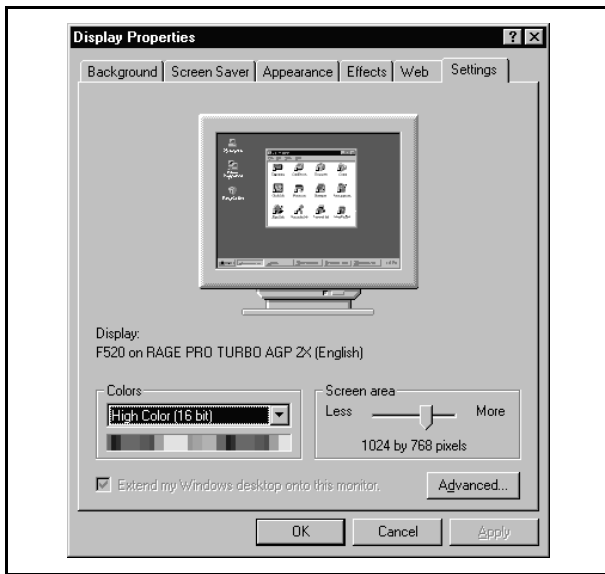 Display Properties
Background Screen Saver Appearance Effects Web Settings
Display:
F520 on RAGE PRO TURBO AGP 2X (English)
Colors
High Color (16 bit)
Screen area
Less More
1024 by 768 pixels
Extend my Windows desktop onto this monitor.
Advanced...
OK Cancel Apply